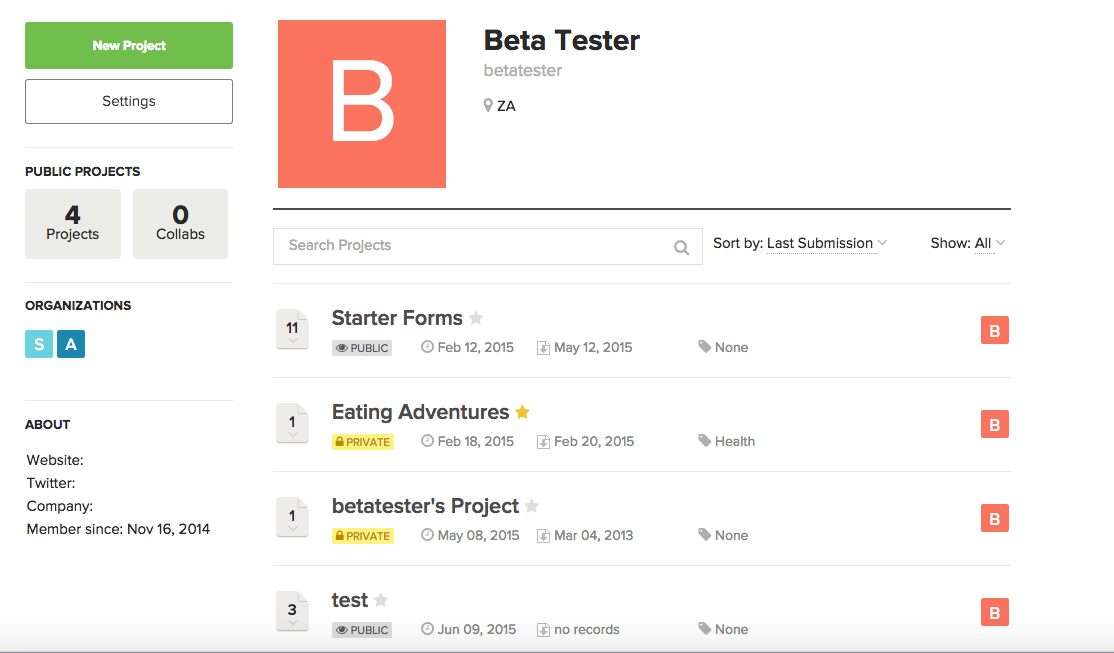 New Project
Settings
PUBLIC PROJECTS
4
Projects
0
Collabs
ORGANIZATIONS
S A
ABOUT
Website:
Twitter:
Company:
Member since: Nov 16, 2014
B
Beta Tester
betatester
ZA
Search Projects
Sort by: Last Submission
Show: All
11
Starter Forms
PUBLIC Feb 12, 2015 May 12, 2015 None
B
1
Eating Adventures
PRIVATE Feb 18, 2015 Feb 20, 2015 Health
B
1
betatester's Project
PRIVATE May 08, 2015 Mar 04, 2013 None
B
3
test
PUBLIC Jun 09, 2015 no records None
B